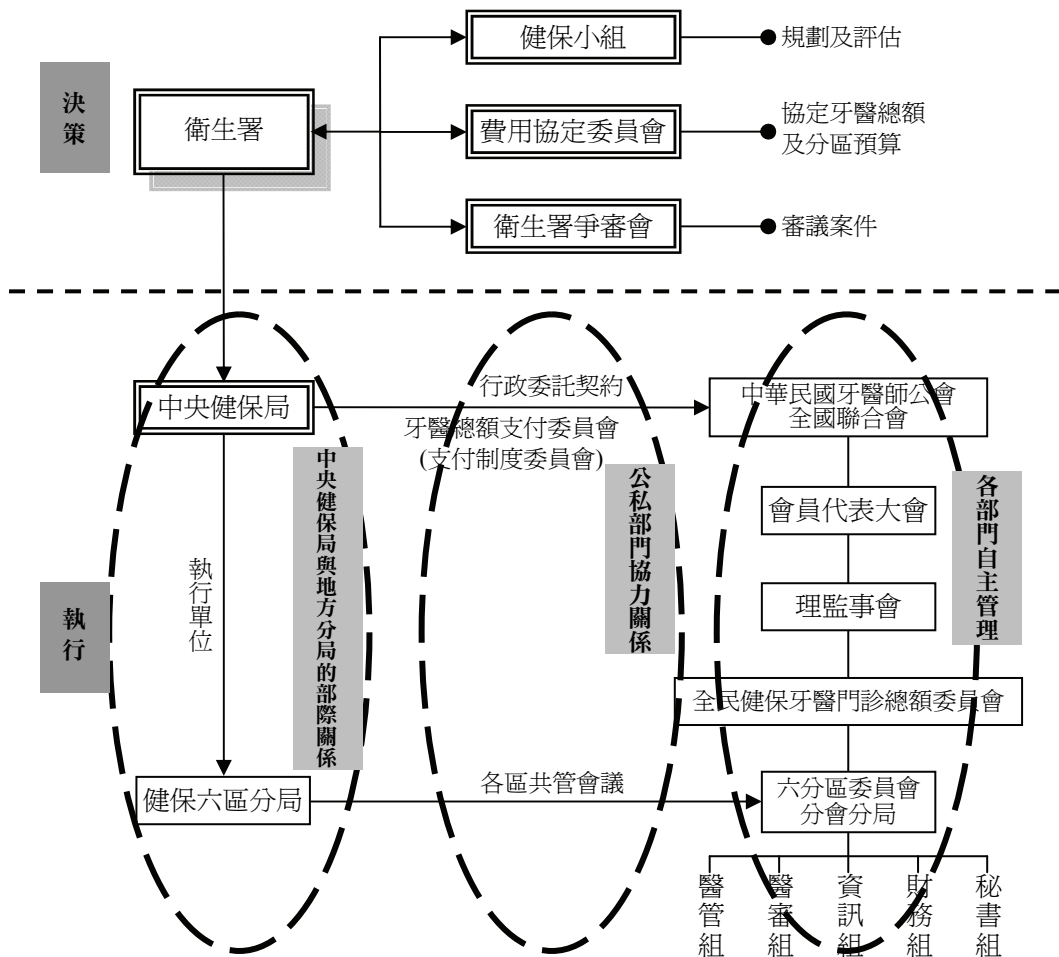 健保小組
規劃及評估
決策
衛生署
費用協定委員會
協定牙醫總額
及分區預算
衛生署爭審會
審議案件
中央健保局
行政委託契約
牙醫總額支付委員會
(支付制度委員會)
中華民國牙醫師公會
全國聯合會
中央健保局與地方分局的部際關係
公私部門協力關係
各部門自主管理
會員代表大會
執行單位
執行
理監事會
全民健保牙醫門診總額委員會
健保六區分局
各區共管會議
六分區委員會
分會分局
醫管組
醫審組
資訊組
財務組
秘書組